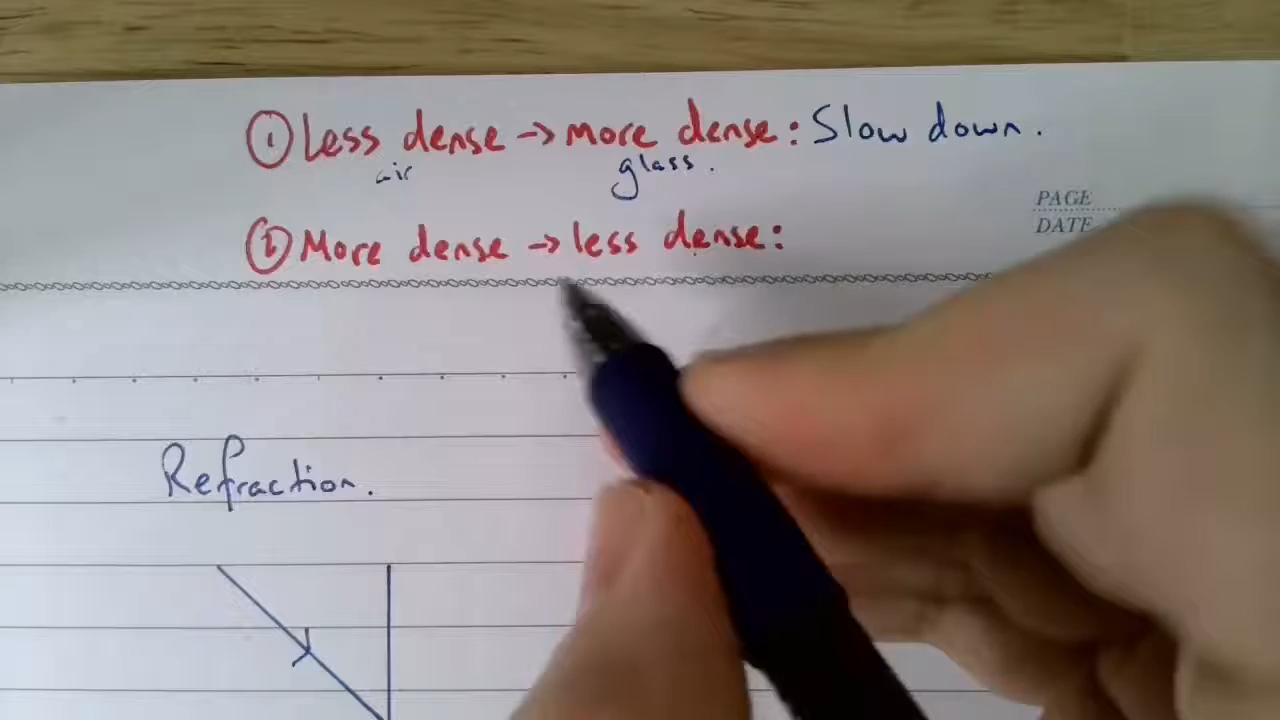 ① Less dense → more dense: Slow down.
air glass.
PAGE
② More dense → less dense:
DATE
Refraction.